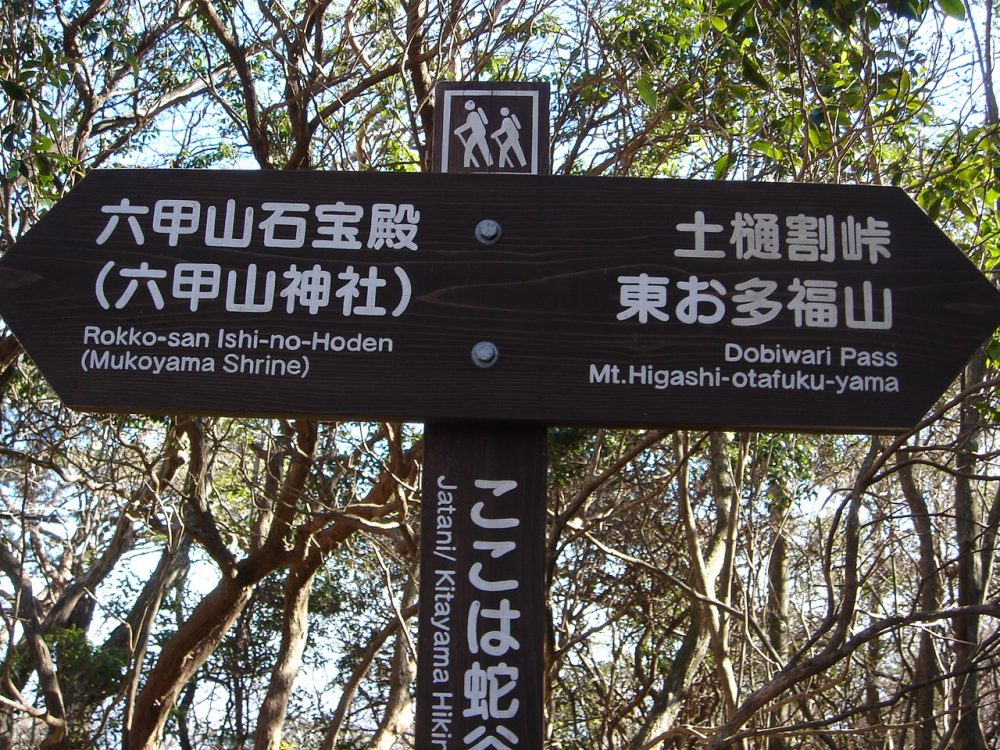 六甲山石宝殿
(六甲山神社)
Rokko-san Ishi-no-Hoden
(Mukoyama Shrine)
土樋割峠
東お多福山
Dobiwari Pass
Mt.Higashi-otafuku-yama
ここは蛇谷
Jatani/ Kitayama